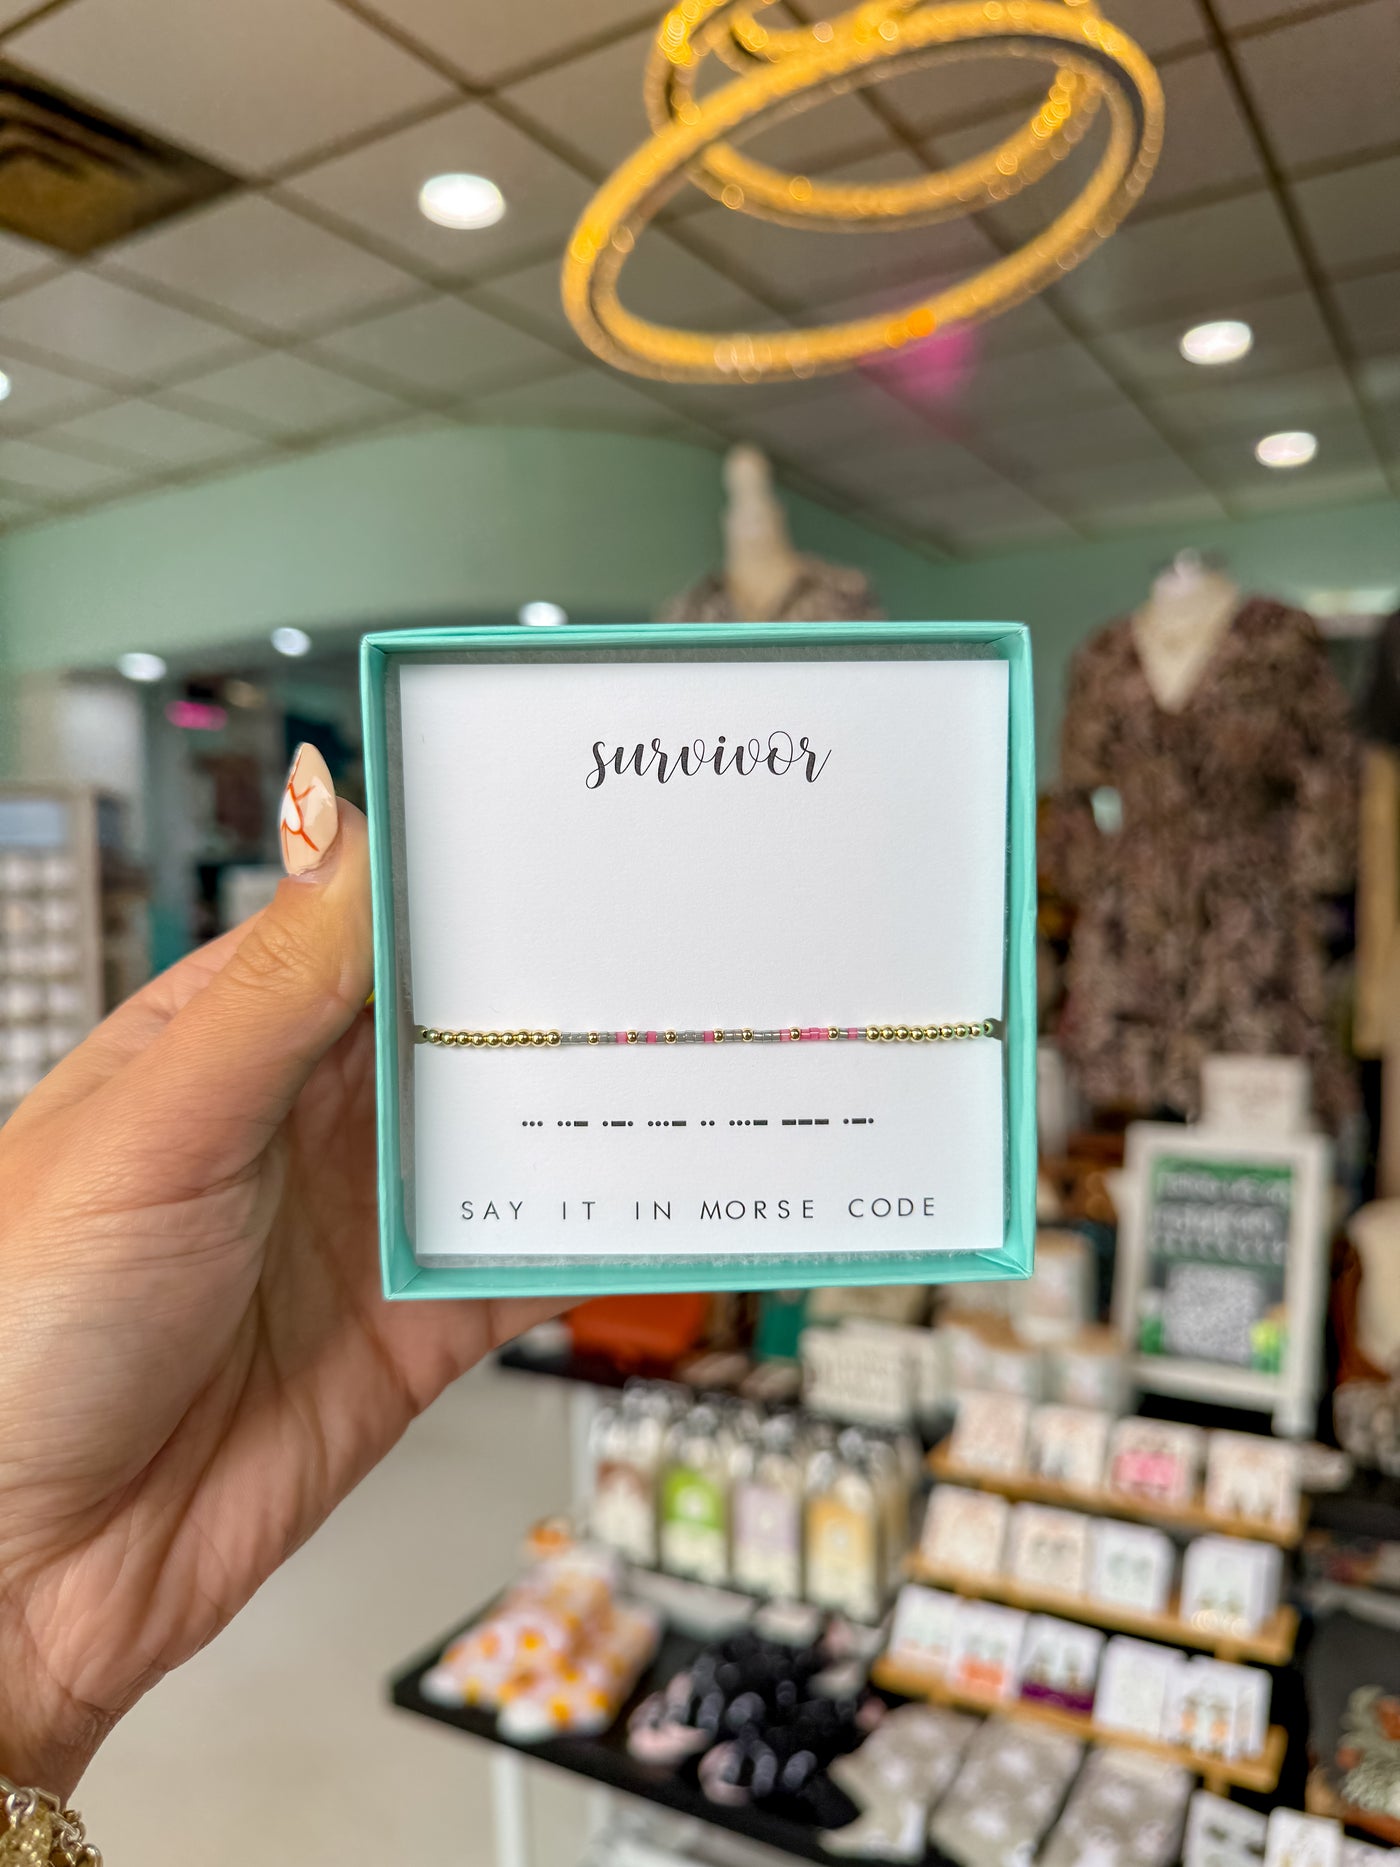 survivor
••• ••— •—• •••— •• •••— ——— •—•
SAY IT IN MORSE CODE